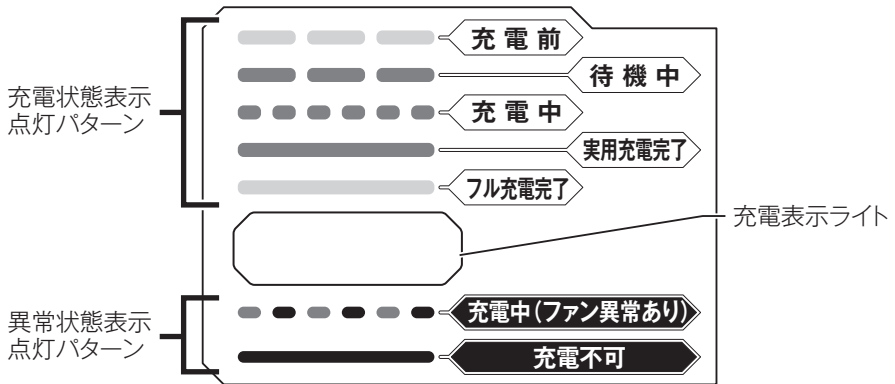 充電前
待機中
充電状態表示
点灯パターン
充電中
実用充電完了
フル充電完了
充電表示ライト
異常状態表示
点灯パターン
充電中(ファン異常あり)
充電不可